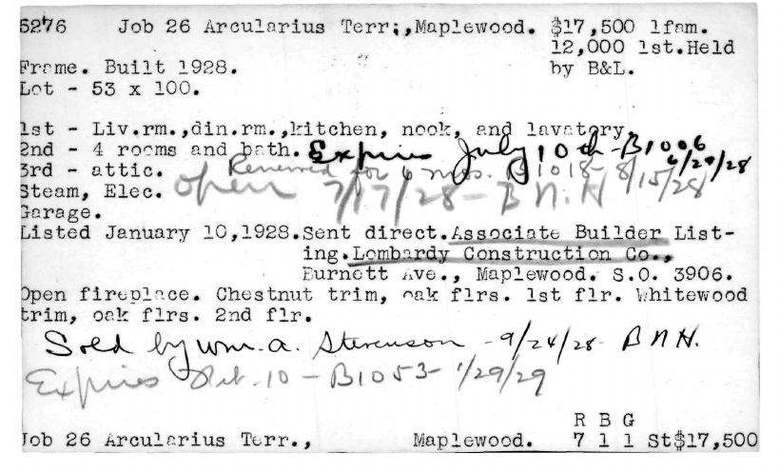 5276 Job 26 Arcularius Terr;,Maplewood. $17,500 1fam.
12,000 1st.Held
by B&L.
Frame. Built 1928.
Lot - 53 x 100.
1st - Liv.rm.,din.rm.,kitchen, nook, and lavatory.
2nd - 4 rooms and bath. Expires July 10th - B1006
6/29/28
3rd - attic. Renewed for 6 mos. B1018 - 8/15/28
Steam, Elec. open 7/17/28 - B.N.H
Garage.
Listed January 10,1928.Sent direct.Associate Builder List-
ing.Lombardy Construction Co.,
Burnett Ave., Maplewood. S.O. 3906.
Open fireplace. Chestnut trim, oak flrs. 1st flr. Whitewood
trim, oak flrs. 2nd flr.
Sold by Wm. A. Stevenson - 9/24/28 - B N H.
Expires Feb. 10 - B1053 - 1/29/29
R B G
Job 26 Arcularius Terr., Maplewood. 7 1 1 St$17,500